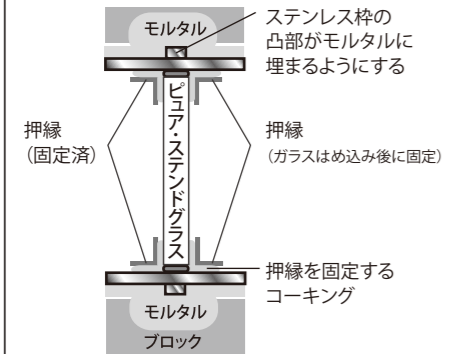 モルタル
ステンレス枠の
凸部がモルタルに
埋まるようにする
押縁
（固定済）
ピュア・ステンドグラス
押縁
（ガラスはめ込み後に固定）
押縁を固定する
コーキング
モルタル
ブロック